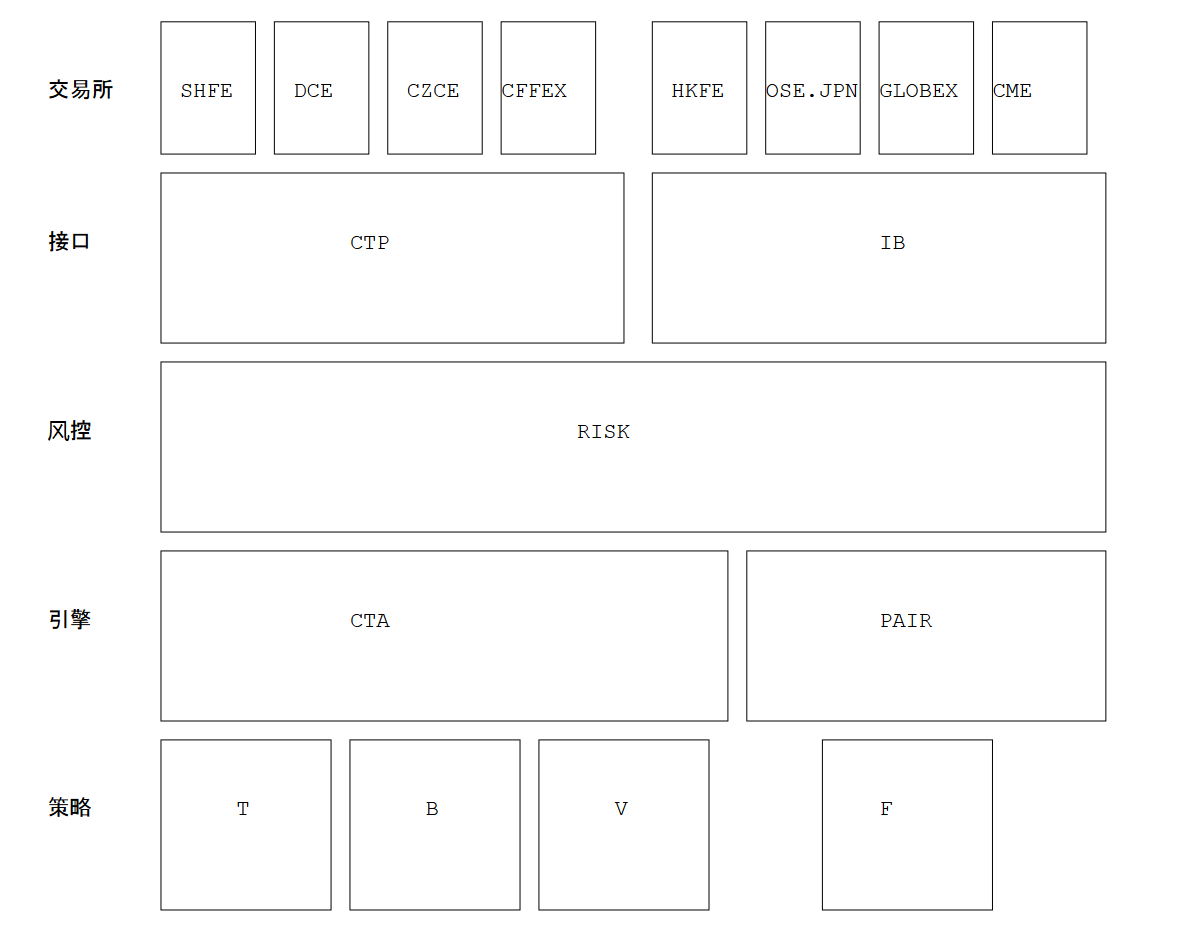 交易所 SHFE DCE CZCE CFFEX HKFE OSE.JPN GLOBEX CME
接口 CTP IB
风控 RISK
引擎 CTA PAIR
策略 T B V F